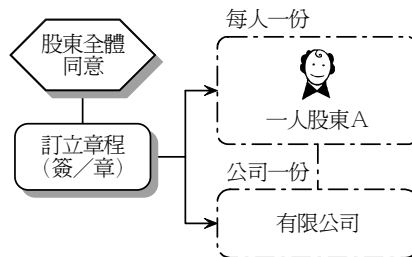 股東全體
同意
訂立章程
（簽／章）
每人一份
一人股東A
公司一份
有限公司